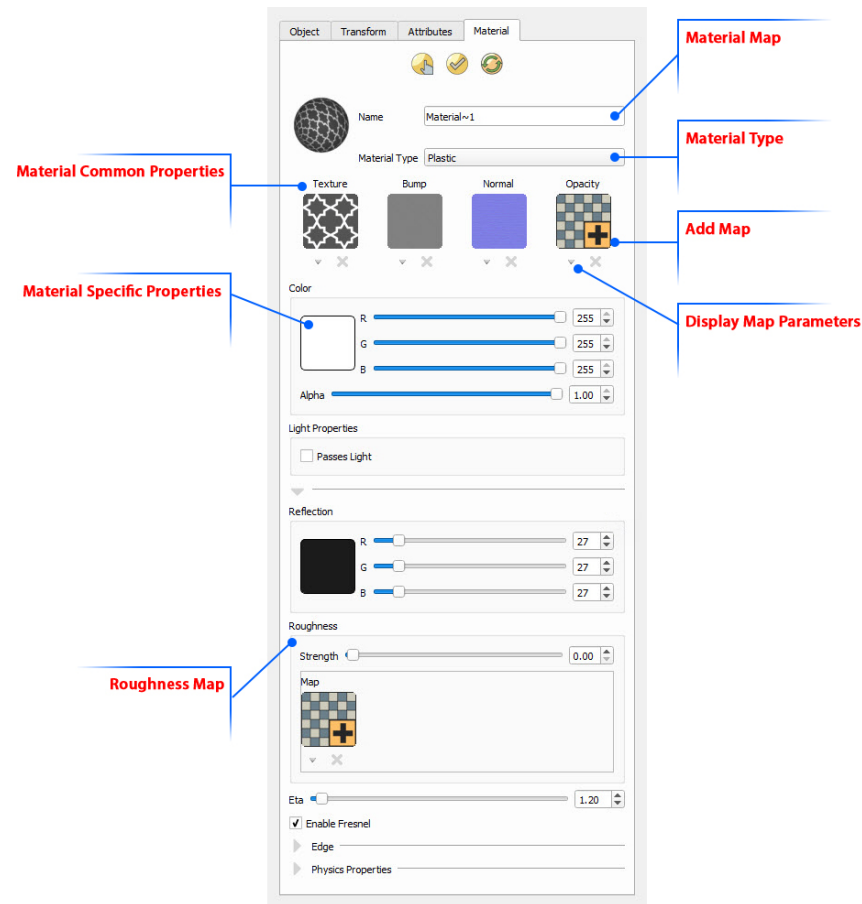 Object Transform Attributes Material
Material Map
Name Material~1
Material Type Plastic
Material Type
Material Common Properties
Texture Bump Normal Opacity
Add Map
Material Specific Properties
Display Map Parameters
Color
R 255
G 255
B 255
Alpha 1.00
Light Properties
Passes Light
Reflection
R 27
G 27
B 27
Roughness
Strength 0.00
Roughness Map
Map
Eta 1.20
Enable Fresnel
Edge
Physics Properties